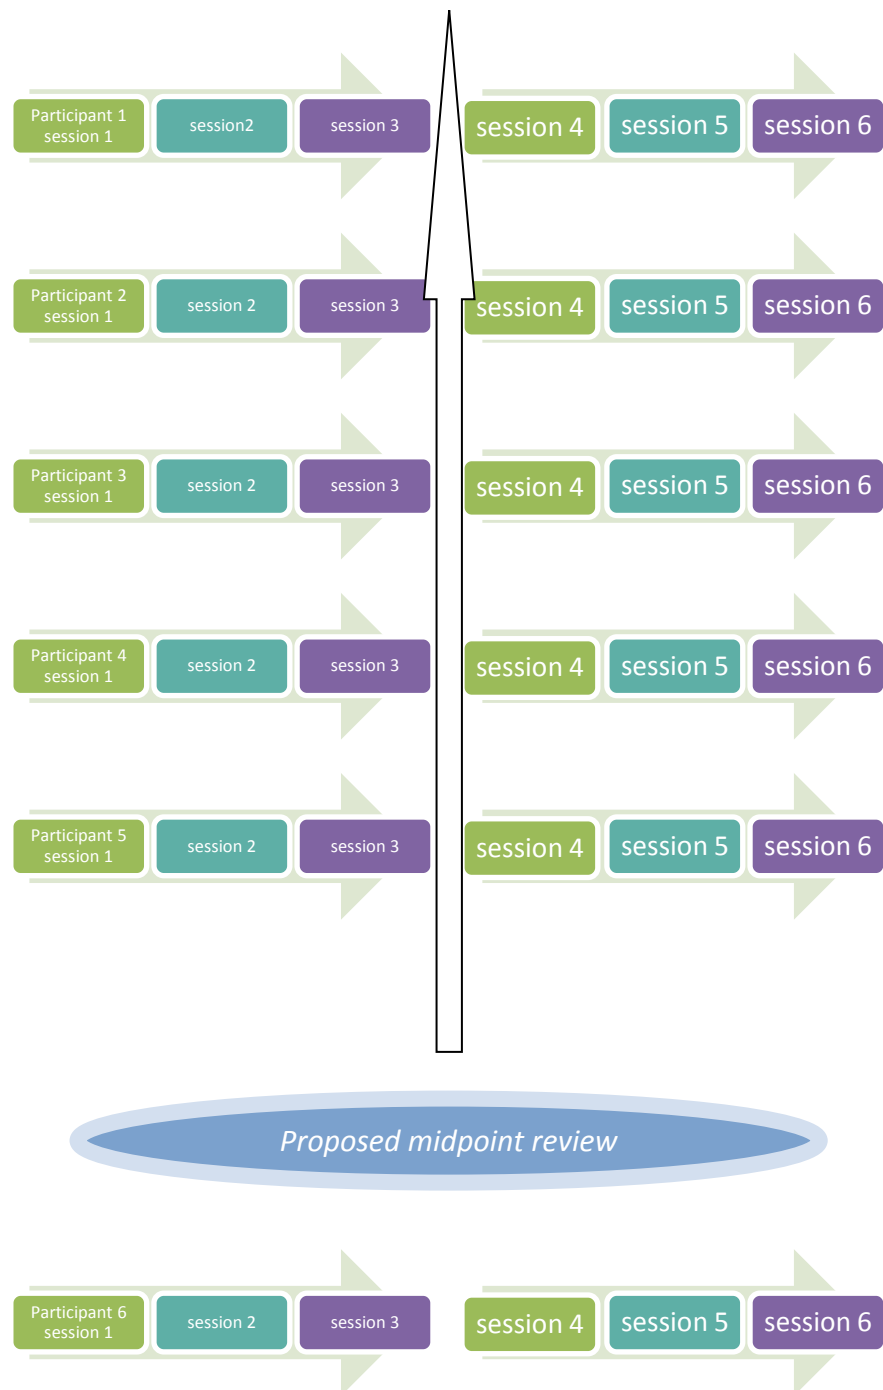 Participant 1
session 1
session2
session 3
session 4
session 5
session 6
Participant 2
session 1
session 2
session 3
session 4
session 5
session 6
Participant 3
session 1
session 2
session 3
session 4
session 5
session 6
Participant 4
session 1
session 2
session 3
session 4
session 5
session 6
Participant 5
session 1
session 2
session 3
session 4
session 5
session 6
Proposed midpoint review
Participant 6
session 1
session 2
session 3
session 4
session 5
session 6